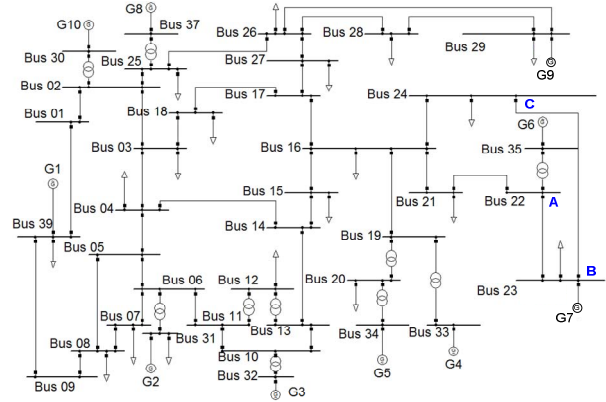 G8
Bus 37
G10
Bus 26
Bus 28
Bus 29
Bus 30
Bus 25
Bus 27
G9
Bus 02
Bus 17
Bus 24
C
Bus 01
Bus 18
G6
Bus 03
Bus 16
Bus 35
G1
Bus 15
Bus 21
Bus 22
A
Bus 04
Bus 39
Bus 14
Bus 19
Bus 05
Bus 06
Bus 12
Bus 20
Bus 23
B
G7
Bus 07
Bus 31
Bus 11
Bus 13
Bus 34
Bus 33
Bus 08
Bus 10
G5
G4
Bus 09
G2
Bus 32
G3